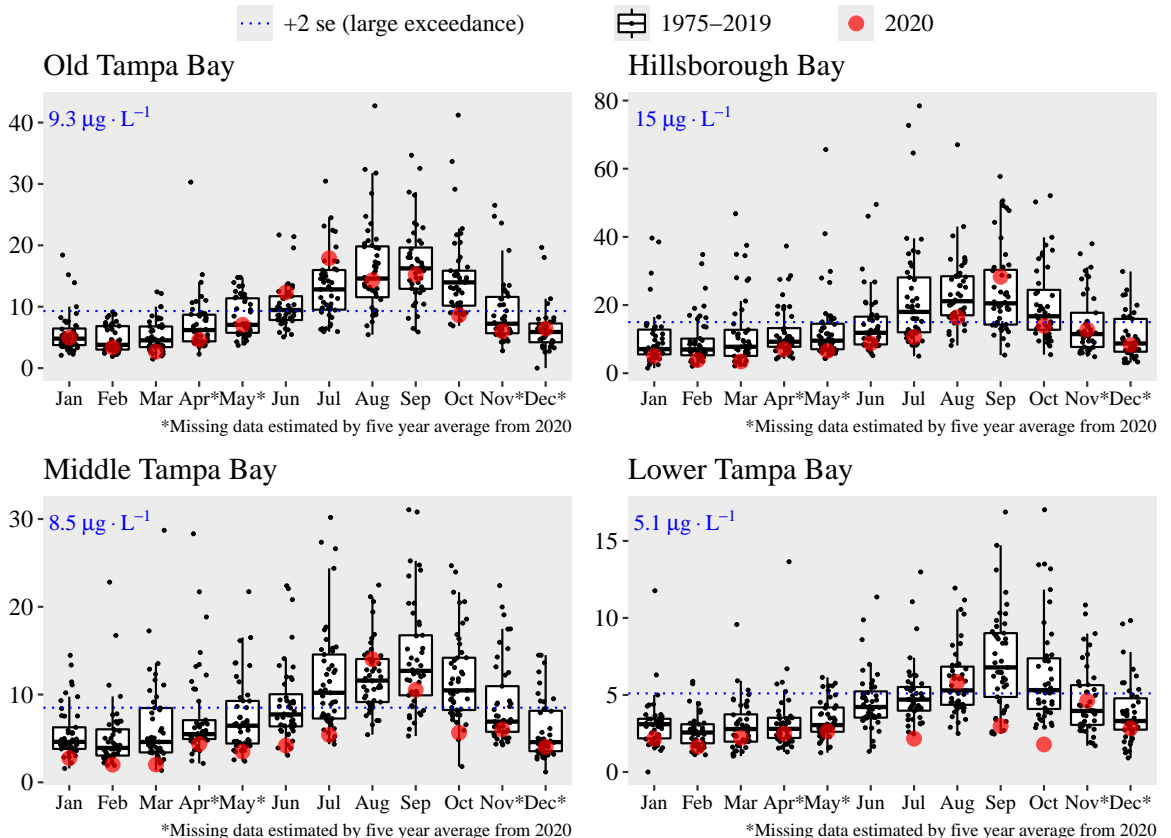 +2 se (large exceedance) 1975−2019 2020
Old Tampa Bay
9.3 μg · L−1
40
30
20
10
0
Jan Feb Mar Apr* May* Jun Jul Aug Sep Oct Nov* Dec*
*Missing data estimated by five year average from 2020
Hillsborough Bay
15 μg · L−1
80
60
40
20
0
Jan Feb Mar Apr* May* Jun Jul Aug Sep Oct Nov* Dec*
*Missing data estimated by five year average from 2020
Middle Tampa Bay
8.5 μg · L−1
30
20
10
0
Jan Feb Mar Apr* May* Jun Jul Aug Sep Oct Nov* Dec*
*Missing data estimated by five year average from 2020
Lower Tampa Bay
5.1 μg · L−1
15
10
5
0
Jan Feb Mar Apr* May* Jun Jul Aug Sep Oct Nov* Dec*
*Missing data estimated by five year average from 2020